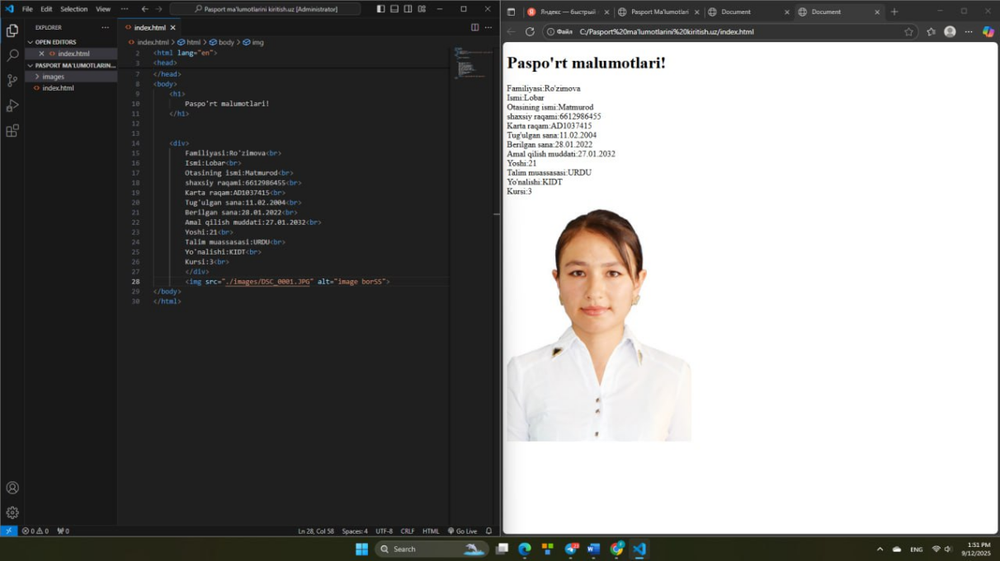 File Edit Selection View ··· Pasport ma'lumotlarini kiritish.uz [Administrator]
EXPLORER ···
OPEN EDITORS
index.html
PASPORT MA'LUMOTLARIN...
images
index.html
index.html
index.html > html > body > img
2 <html lang="en">
3 <head>
7 </head>
8 <body>
9 <h1>
10 Paspo'rt malumotlari!
11 </h1>
12
13
14 <div>
15 Familiyasi:Ro'zimova<br>
16 Ismi:Lobar<br>
17 Otasining ismi:Matmurod<br>
18 shaxsiy raqami:6612986455<br>
19 Karta raqam:AD1037415<br>
20 Tug'ulgan sana:11.02.2004<br>
21 Berilgan sana:28.01.2022<br>
22 Amal qilish muddati:27.01.2032<br>
23 Yoshi:21<br>
24 Talim muassasasi:URDU<br>
25 Yo'nalishi:KIDT<br>
26 Kursi:3<br>
27 </div>
28 <img src="./images/DSC_0001.JPG" alt="image borSS">
29 </body>
30 </html>
0 0 0 Ln 28, Col 58 Spaces: 4 UTF-8 CRLF HTML Go Live
Яндекс — быстрый Pasport Ma'lumotlari Document Document
Файл C:/Pasport%20ma'lumotlarini%20kiritish.uz/index.html
Paspo'rt malumotlari!
Familiyasi:Ro'zimova
Ismi:Lobar
Otasining ismi:Matmurod
shaxsiy raqami:6612986455
Karta raqam:AD1037415
Tug'ulgan sana:11.02.2004
Berilgan sana:28.01.2022
Amal qilish muddati:27.01.2032
Yoshi:21
Talim muassasasi:URDU
Yo'nalishi:KIDT
Kursi:3
Search
ENG
1:51 PM
9/12/2025